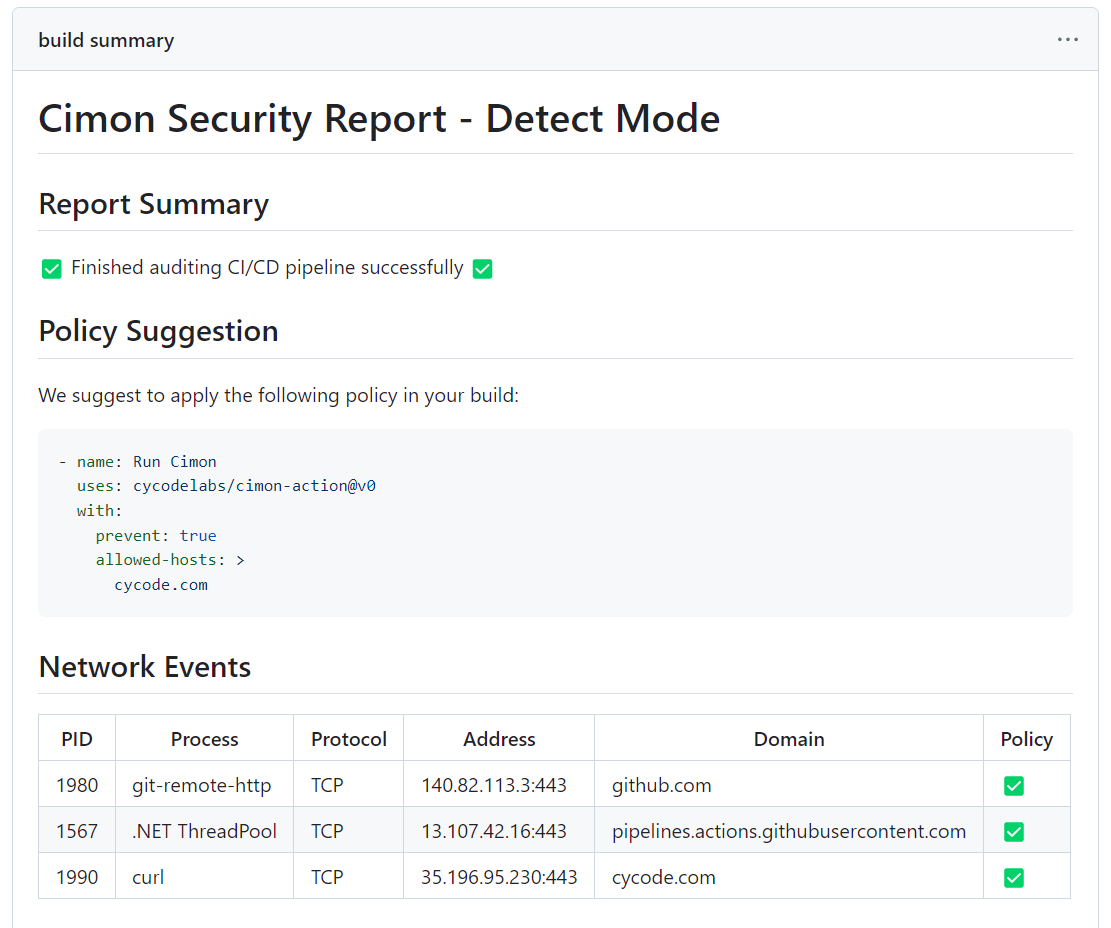 build summary
Cimon Security Report - Detect Mode
Report Summary
✅ Finished auditing CI/CD pipeline successfully ✅
Policy Suggestion
We suggest to apply the following policy in your build:
- name: Run Cimon
  uses: cycodelabs/cimon-action@v0
  with:
    prevent: true
    allowed-hosts: >
      cycode.com
Network Events
PID Process Protocol Address Domain Policy
1980 git-remote-http TCP 140.82.113.3:443 github.com ✅
1567 .NET ThreadPool TCP 13.107.42.16:443 pipelines.actions.githubusercontent.com ✅
1990 curl TCP 35.196.95.230:443 cycode.com ✅